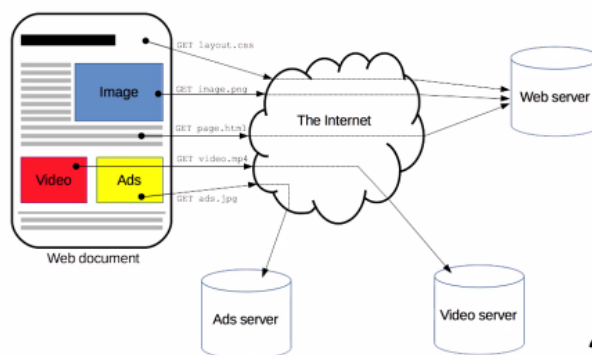 GET layout.css
Image
GET image.png
The Internet
Web server
GET page.html
Video
Ads
GET video.mp4
GET ads.jpg
Web document
Ads server
Video server